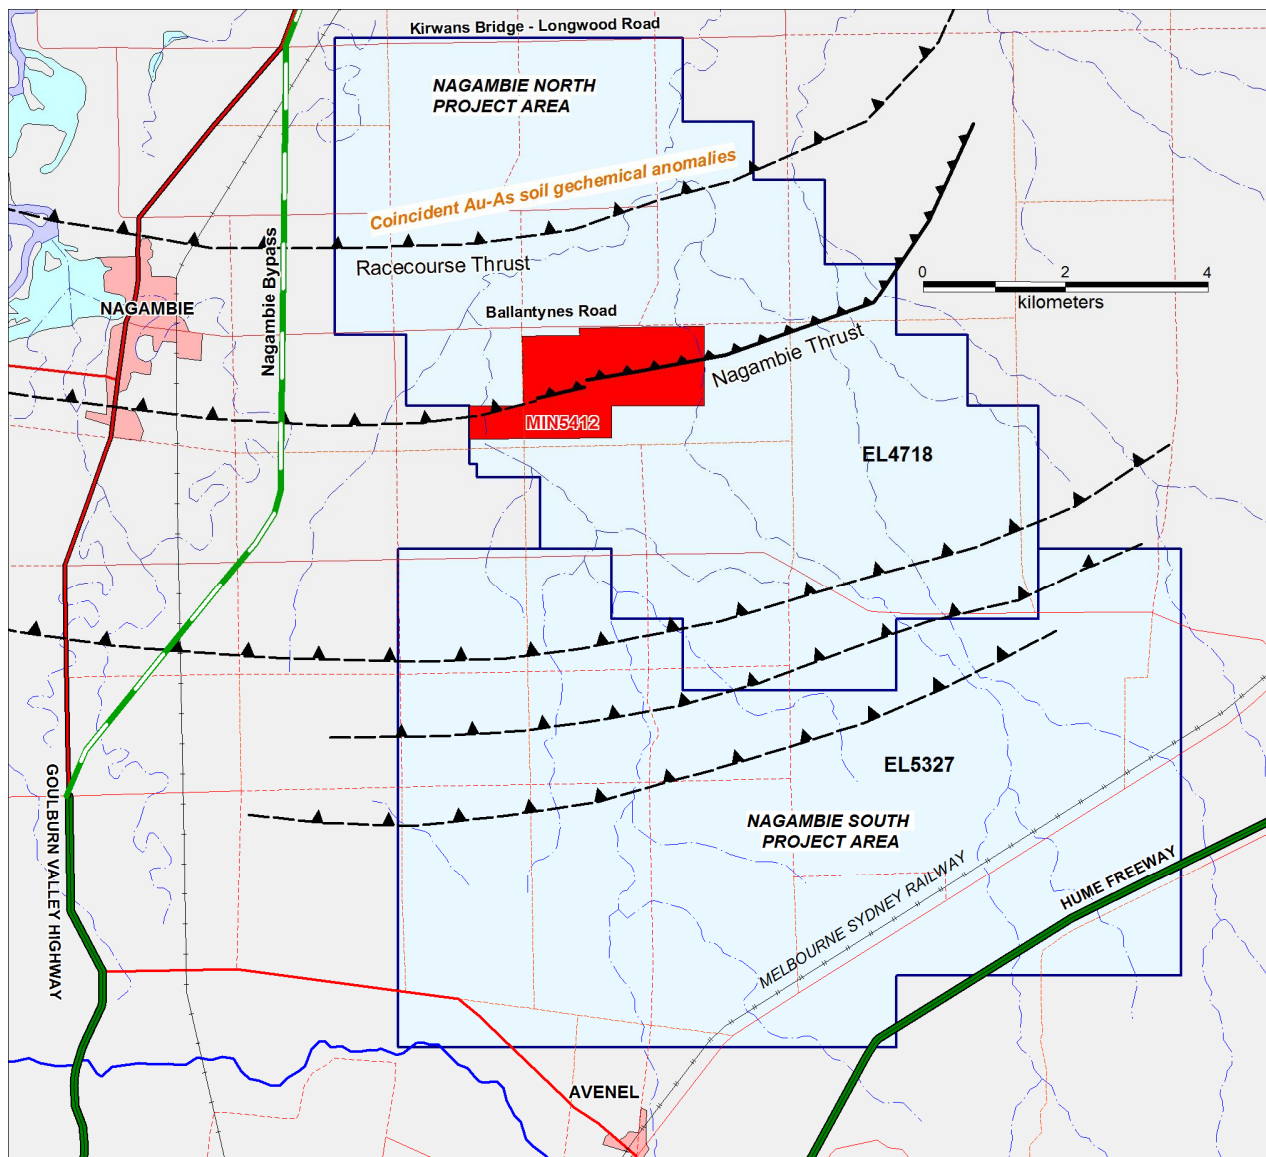 Kirwans Bridge - Longwood Road
NAGAMBIE NORTH
PROJECT AREA
Coincident Au-As soil gechemical anomalies
Racecourse Thrust
Nagambie Bypass
NAGAMBIE
0
2
4
kilometers
Ballantynes Road
Nagambie Thrust
MIN5412
EL4718
EL5327
GOULBURN VALLEY HIGHWAY
NAGAMBIE SOUTH
PROJECT AREA
MELBOURNE SYDNEY RAILWAY
HUME FREEWAY
AVENEL